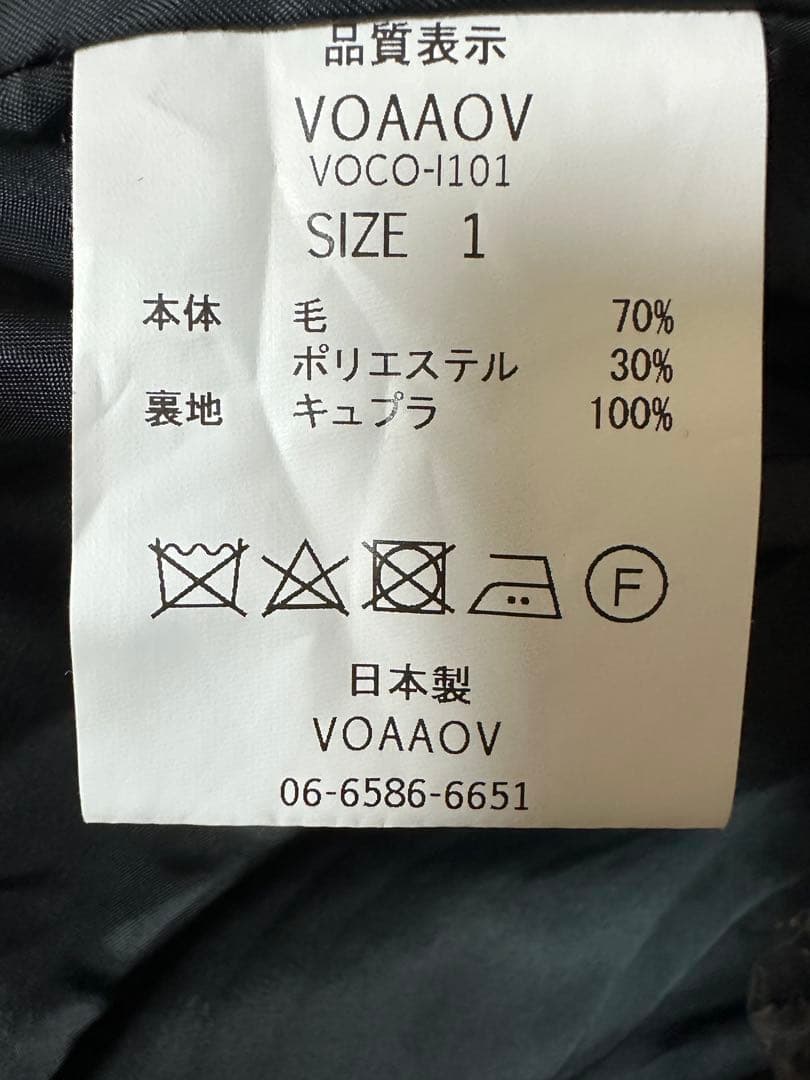 品質表示
VOAAOV
VOCO-I101
SIZE 1
本体 毛 70%
ポリエステル 30%
裏地 キュプラ 100%
F
日本製
VOAAOV
06-6586-6651